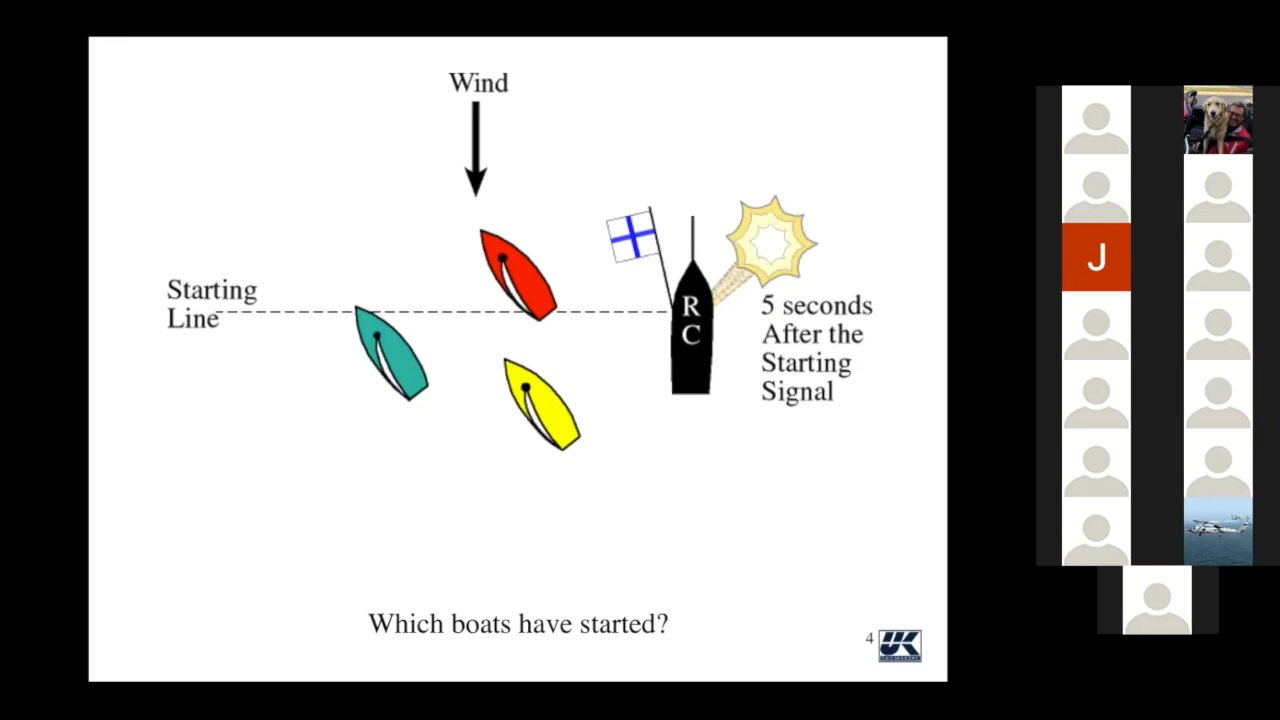 Wind
Starting
Line
R
C
5 seconds
After the
Starting
Signal
J
Which boats have started?
4
UK